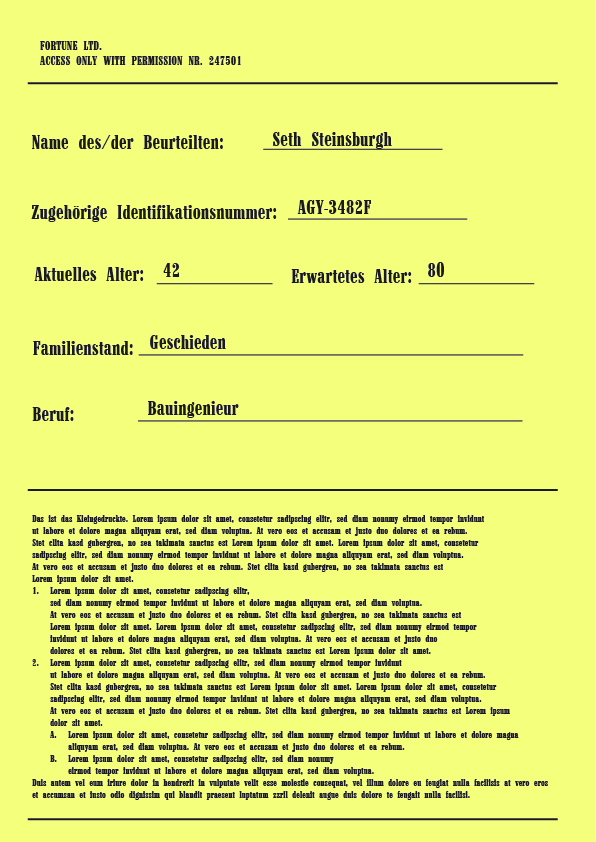 FORTUNE LTD.
ACCESS ONLY WITH PERMISSION NR. 247501
Name des/der Beurteilten: Seth Steinsburgh
Zugehörige Identifikationsnummer: AGY-3482F
Aktuelles Alter: 42 Erwartetes Alter: 80
Familienstand: Geschieden
Beruf: Bauingenieur
Das ist das Kleingedruckte. Lorem ipsum dolor sit amet, consetetur sadipscing elitr, sed diam nonumy eirmod tempor invidunt
ut labore et dolore magna aliquyam erat, sed diam voluptua. At vero eos et accusam et justo duo dolores et ea rebum.
Stet clita kasd gubergren, no sea takimata sanctus est Lorem ipsum dolor sit amet. Lorem ipsum dolor sit amet, consetetur
sadipscing elitr, sed diam nonumy eirmod tempor invidunt ut labore et dolore magna aliquyam erat, sed diam voluptua.
At vero eos et accusam et justo duo dolores et ea rebum. Stet clita kasd gubergren, no sea takimata sanctus est
Lorem ipsum dolor sit amet.
1. Lorem ipsum dolor sit amet, consetetur sadipscing elitr,
sed diam nonumy eirmod tempor invidunt ut labore et dolore magna aliquyam erat, sed diam voluptua.
At vero eos et accusam et justo duo dolores et ea rebum. Stet clita kasd gubergren, no sea takimata sanctus est
Lorem ipsum dolor sit amet. Lorem ipsum dolor sit amet, consetetur sadipscing elitr, sed diam nonumy eirmod tempor
invidunt ut labore et dolore magna aliquyam erat, sed diam voluptua. At vero eos et accusam et justo duo
dolores et ea rebum. Stet clita kasd gubergren, no sea takimata sanctus est Lorem ipsum dolor sit amet.
2. Lorem ipsum dolor sit amet, consetetur sadipscing elitr, sed diam nonumy eirmod tempor invidunt
ut labore et dolore magna aliquyam erat, sed diam voluptua. At vero eos et accusam et justo duo dolores et ea rebum.
Stet clita kasd gubergren, no sea takimata sanctus est Lorem ipsum dolor sit amet. Lorem ipsum dolor sit amet, consetetur
sadipscing elitr, sed diam nonumy eirmod tempor invidunt ut labore et dolore magna aliquyam erat, sed diam voluptua.
At vero eos et accusam et justo duo dolores et ea rebum. Stet clita kasd gubergren, no sea takimata sanctus est Lorem ipsum
dolor sit amet.
A. Lorem ipsum dolor sit amet, consetetur sadipscing elitr, sed diam nonumy eirmod tempor invidunt ut labore et dolore magna
aliquyam erat, sed diam voluptua. At vero eos et accusam et justo duo dolores et ea rebum.
B. Lorem ipsum dolor sit amet, consetetur sadipscing elitr, sed diam nonumy
eirmod tempor invidunt ut labore et dolore magna aliquyam erat, sed diam voluptua.
Duis autem vel eum iriure dolor in hendrerit in vulputate velit esse molestie consequat, vel illum dolore eu feugiat nulla facilisis at vero eros
et accumsan et iusto odio dignissim qui blandit praesent luptatum zzril delenit augue duis dolore te feugait nulla facilisi.